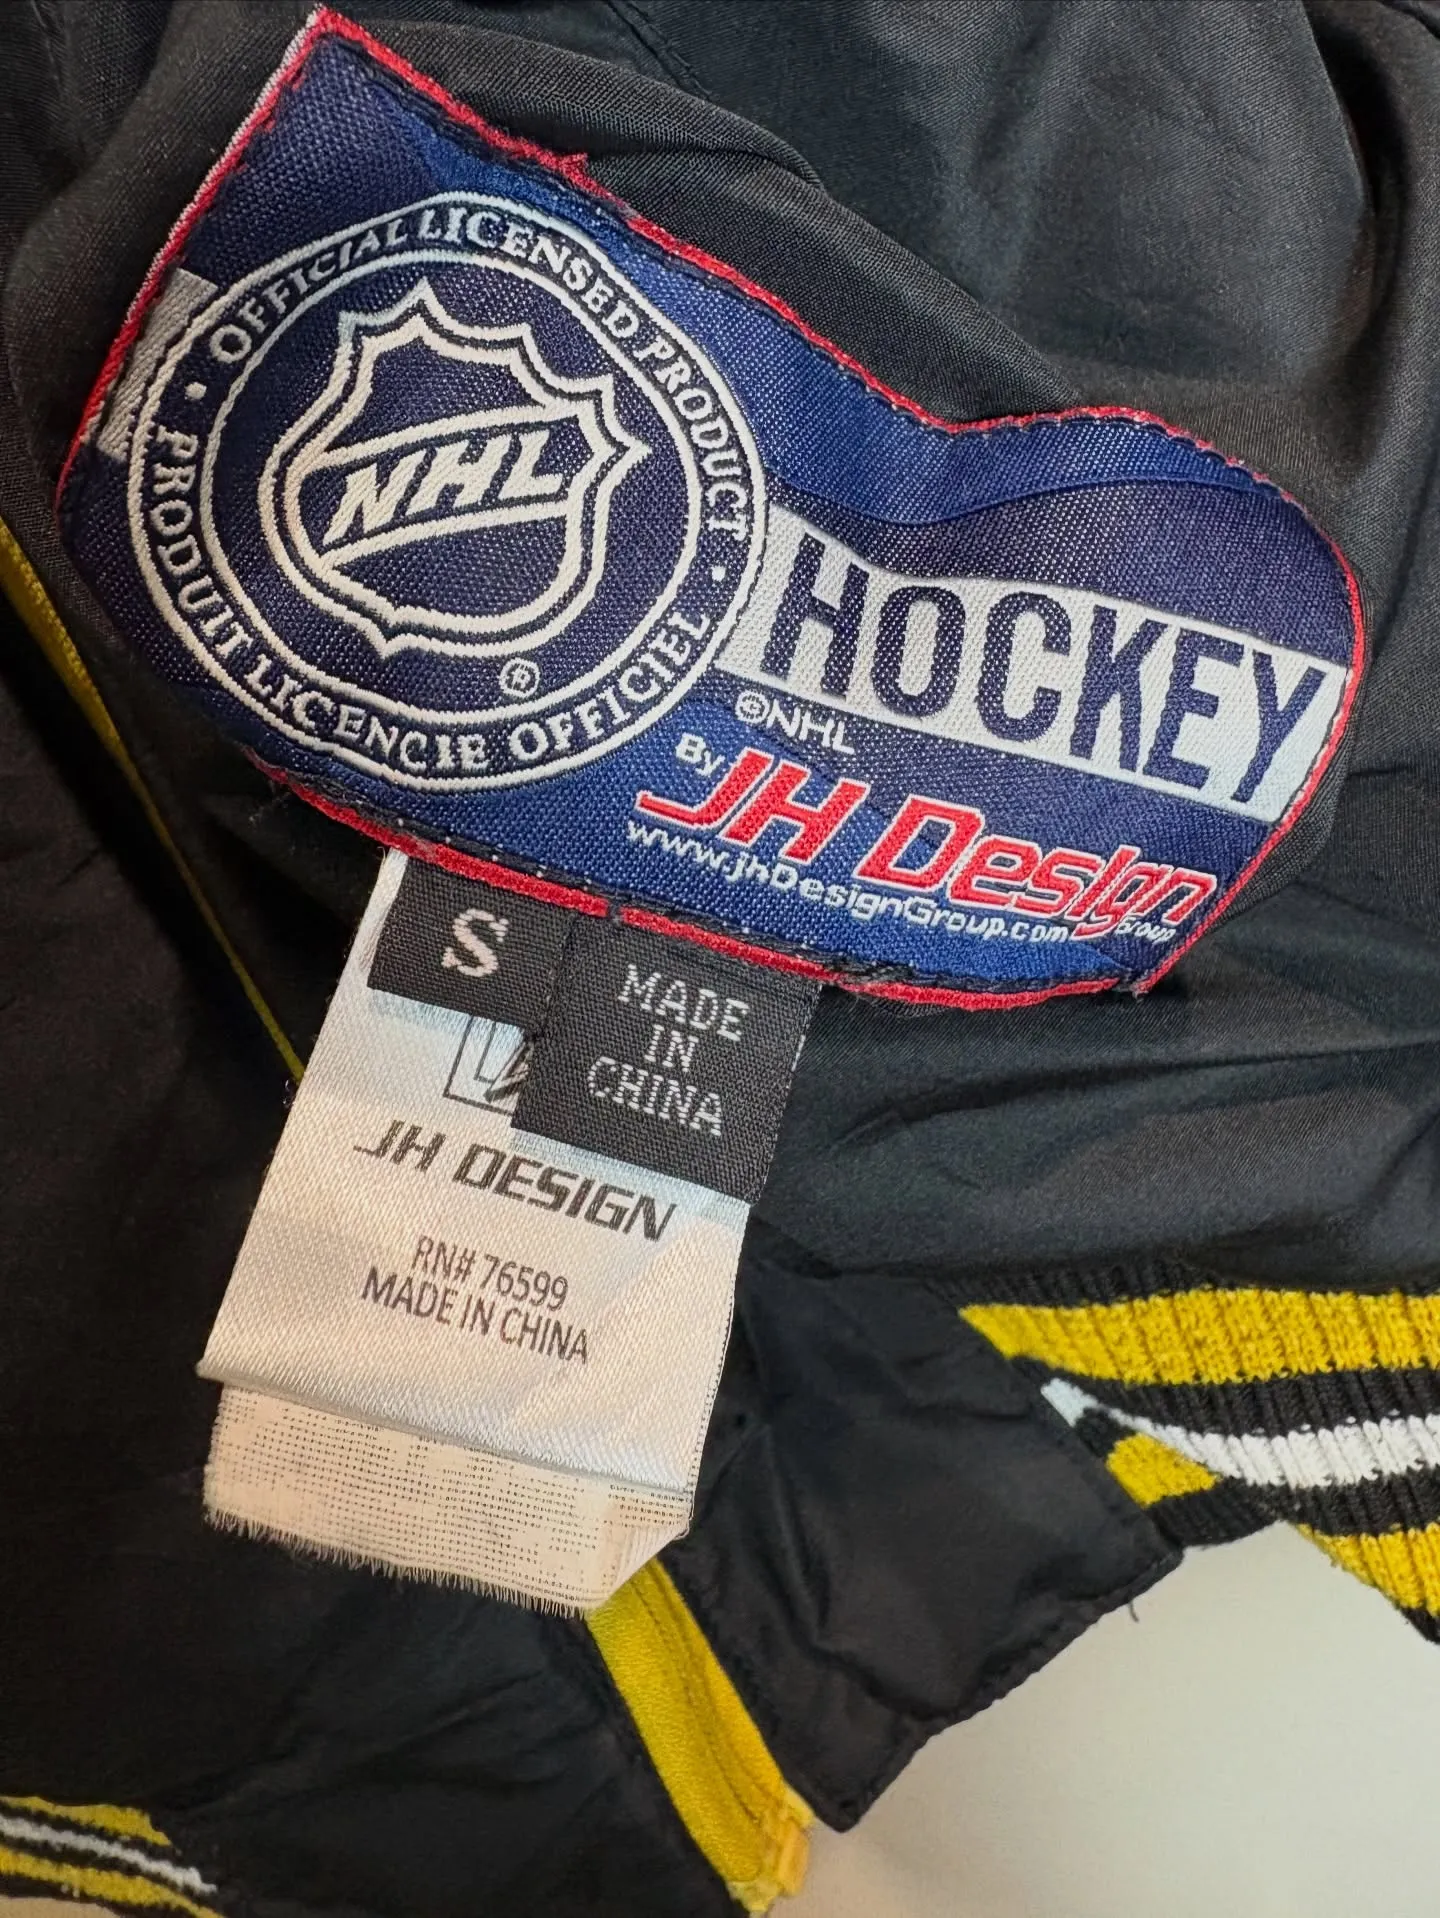 OFFICIAL LICENSED PRODUCT
• PRODUIT LICENCIE OFFICIEL •
NHL
®
HOCKEY
©NHL
By JH Design
Group
www.jhDesignGroup.com
S
MADE
IN
CHINA
JH DESIGN
RN# 76599
MADE IN CHINA